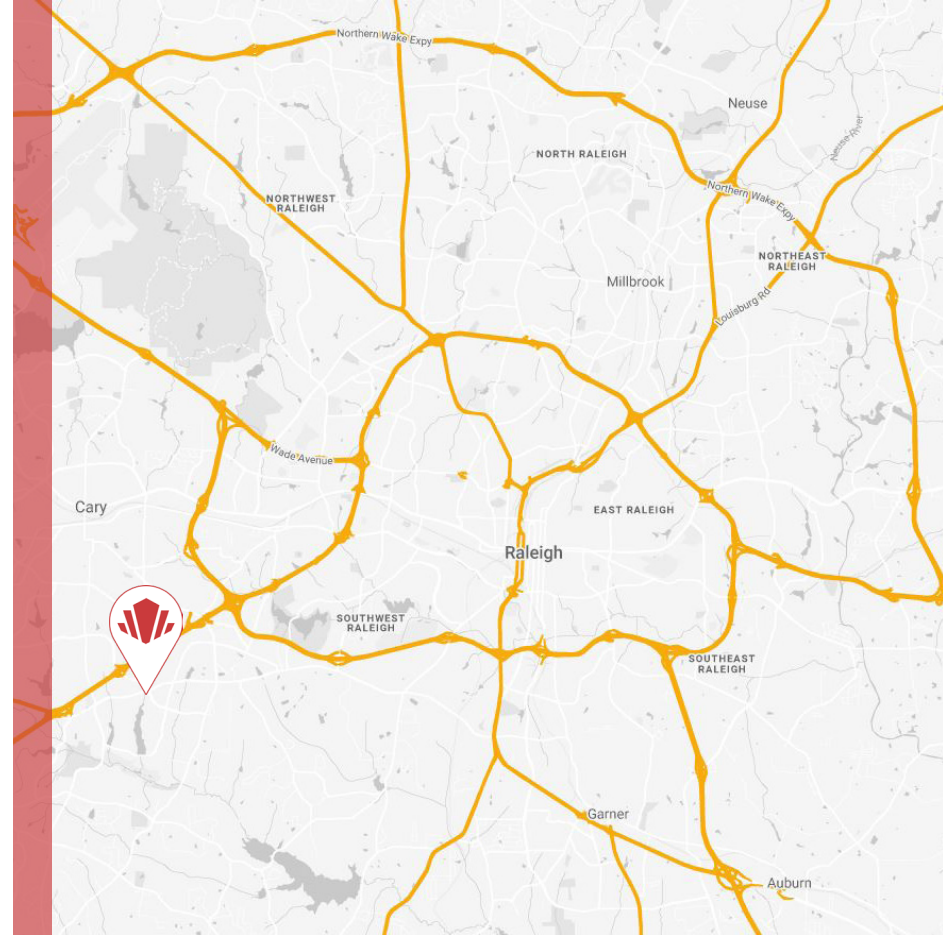 Northern Wake Expy
Neuse
Neuse River
NORTH RALEIGH
Northern Wake Expy
NORTHWEST
RALEIGH
NORTHEAST
RALEIGH
Millbrook
Louisburg Rd
Wade Avenue
Cary
EAST RALEIGH
Raleigh
SOUTHWEST
RALEIGH
SOUTHEAST
RALEIGH
Garner
Auburn